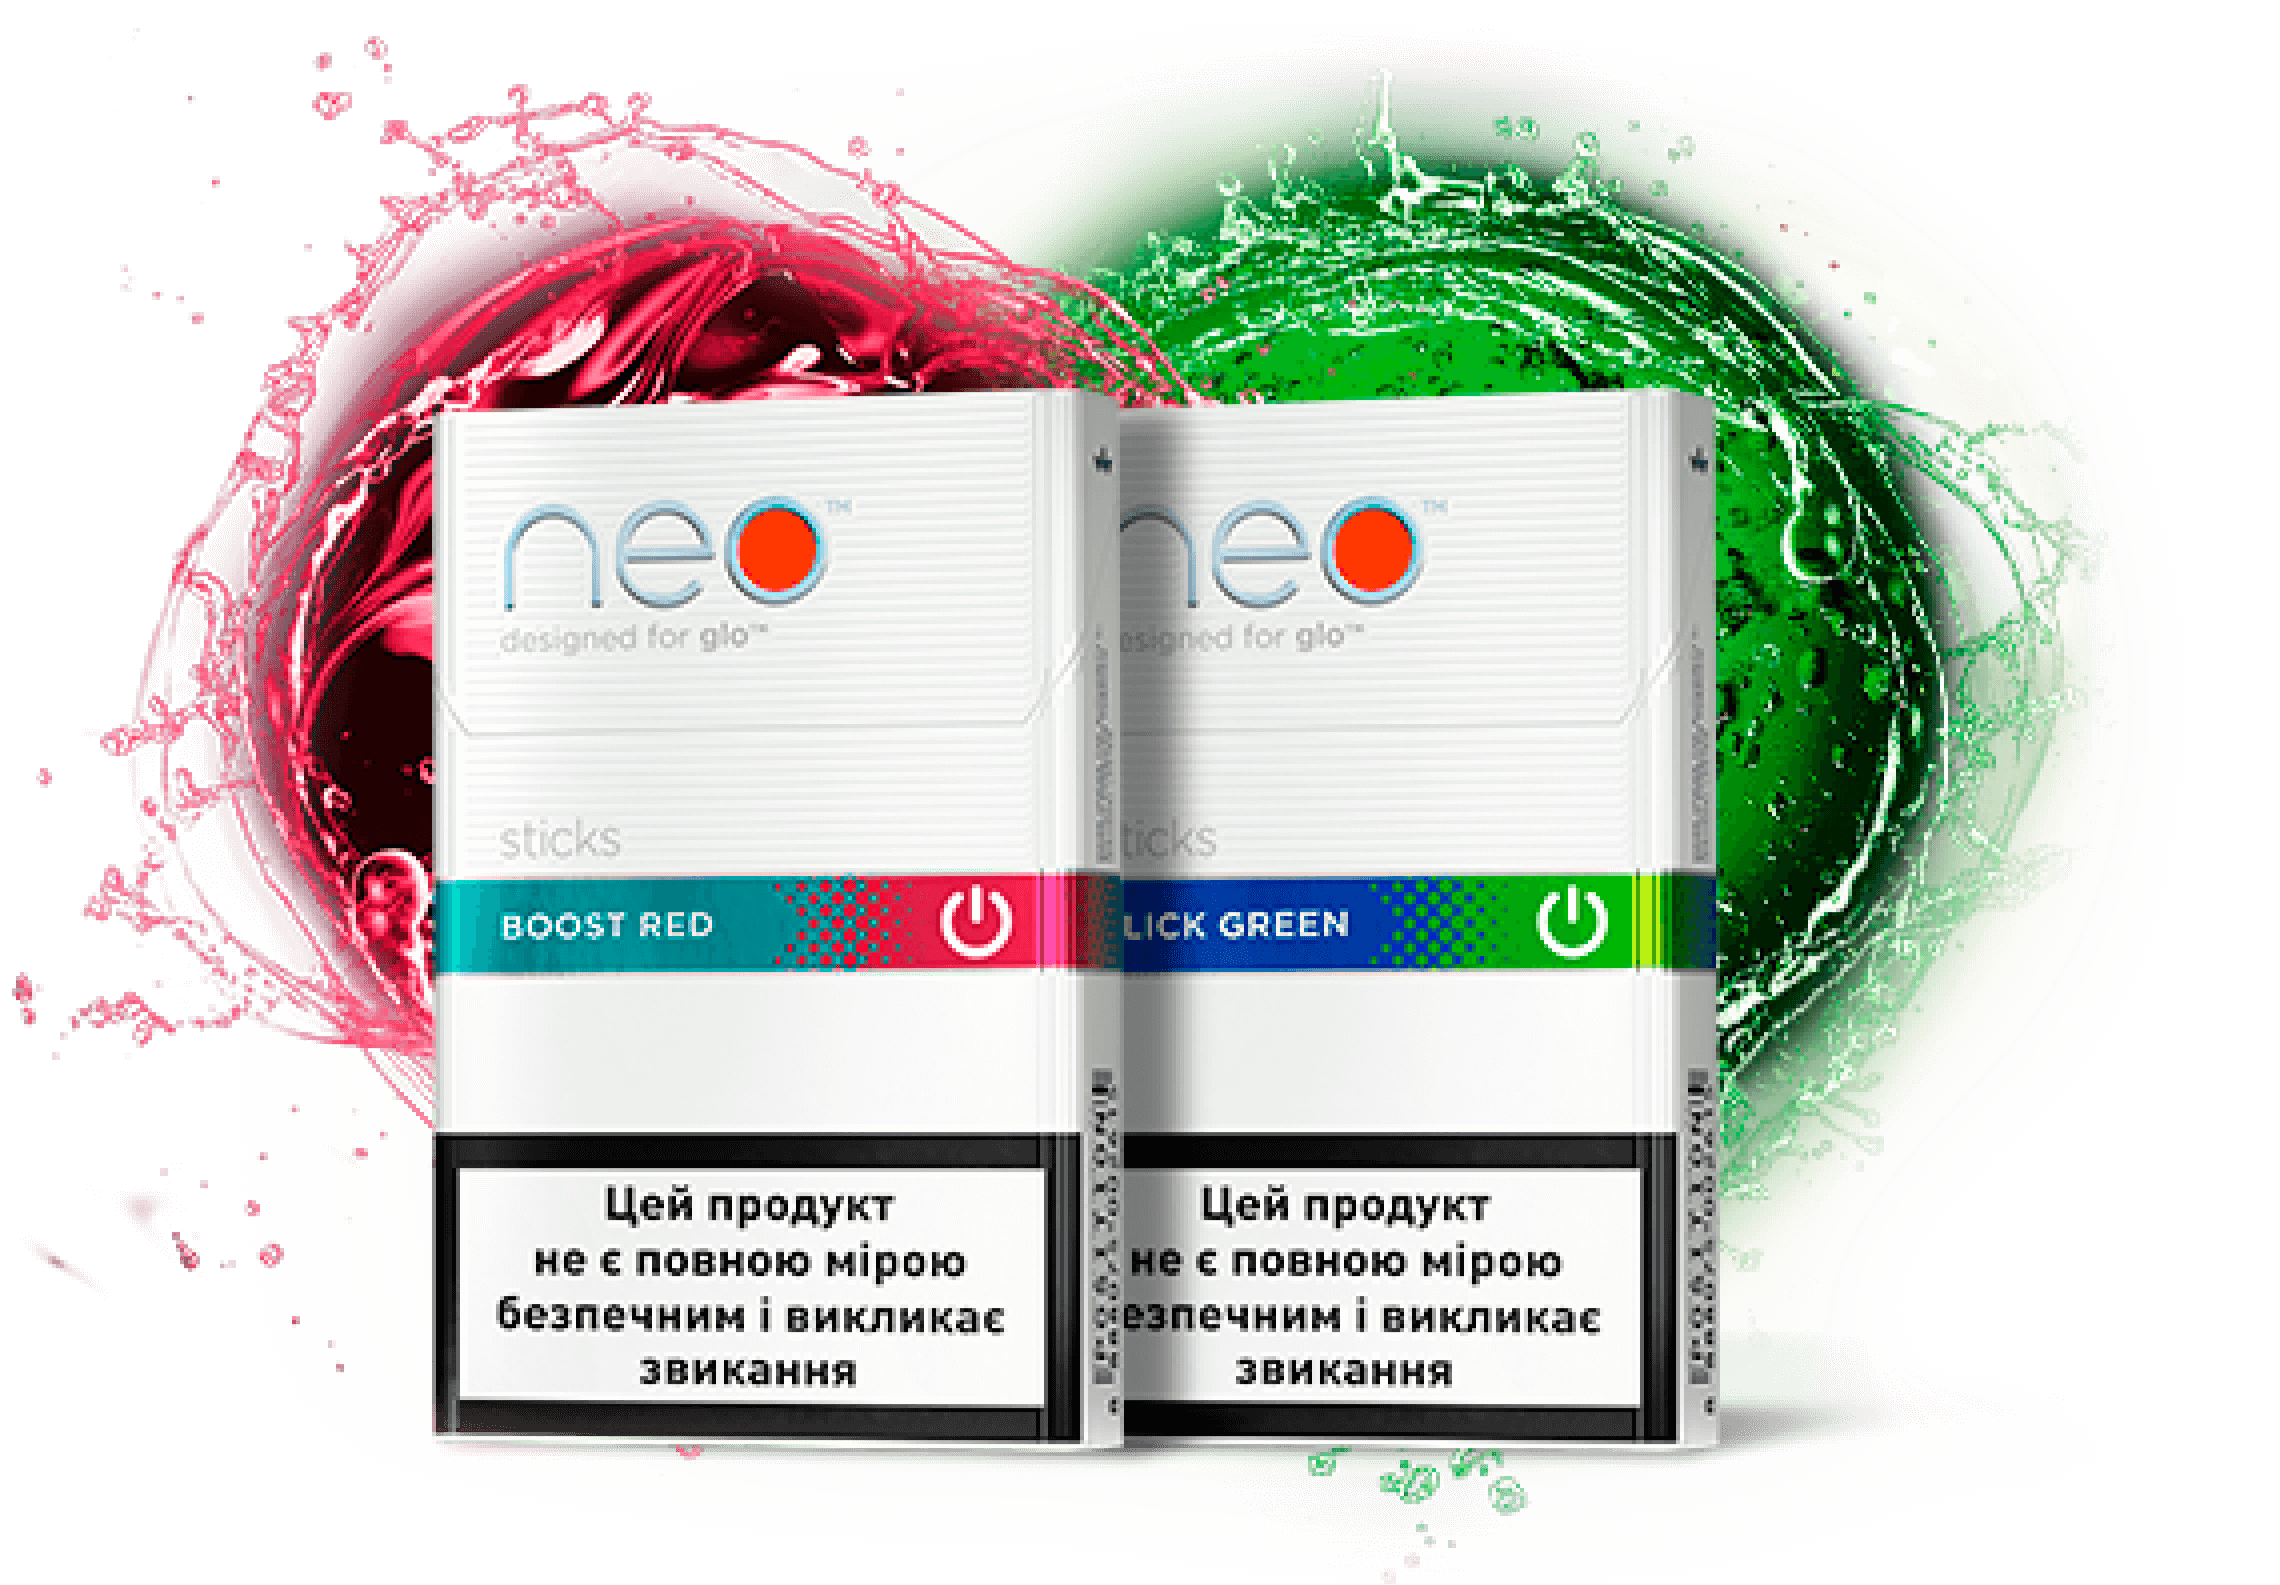 neo™
designed for glo™
sticks
BOOST RED
Цей продукт
не є повною мірою
безпечним і викликає
звикання
neo™
esigned for glo™
ticks
LICK GREEN
Цей продукт
не є повною мірою
езпечним і викликає
звикання